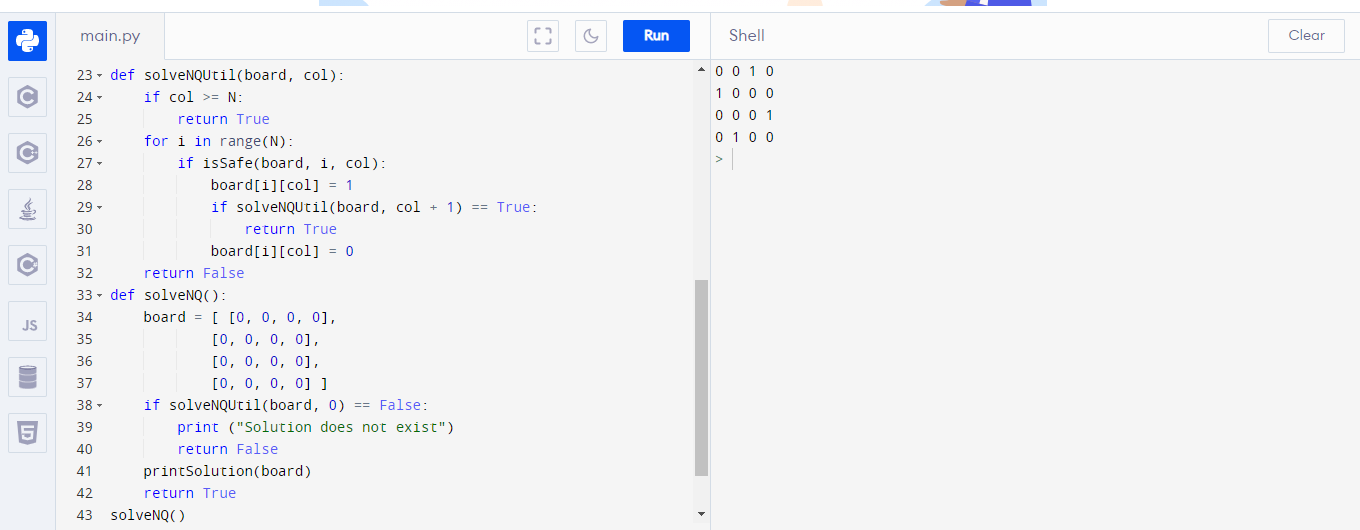 main.py
Run
23 def solveNQUtil(board, col):
24     if col >= N:
25         return True
26     for i in range(N):
27         if isSafe(board, i, col):
28             board[i][col] = 1
29             if solveNQUtil(board, col + 1) == True:
30                 return True
31             board[i][col] = 0
32     return False
33 def solveNQ():
34     board = [ [0, 0, 0, 0],
35             [0, 0, 0, 0],
36             [0, 0, 0, 0],
37             [0, 0, 0, 0] ]
38     if solveNQUtil(board, 0) == False:
39         print ("Solution does not exist")
40         return False
41     printSolution(board)
42     return True
43 solveNQ()
JS
Shell
Clear
0 0 1 0
1 0 0 0
0 0 0 1
0 1 0 0
>